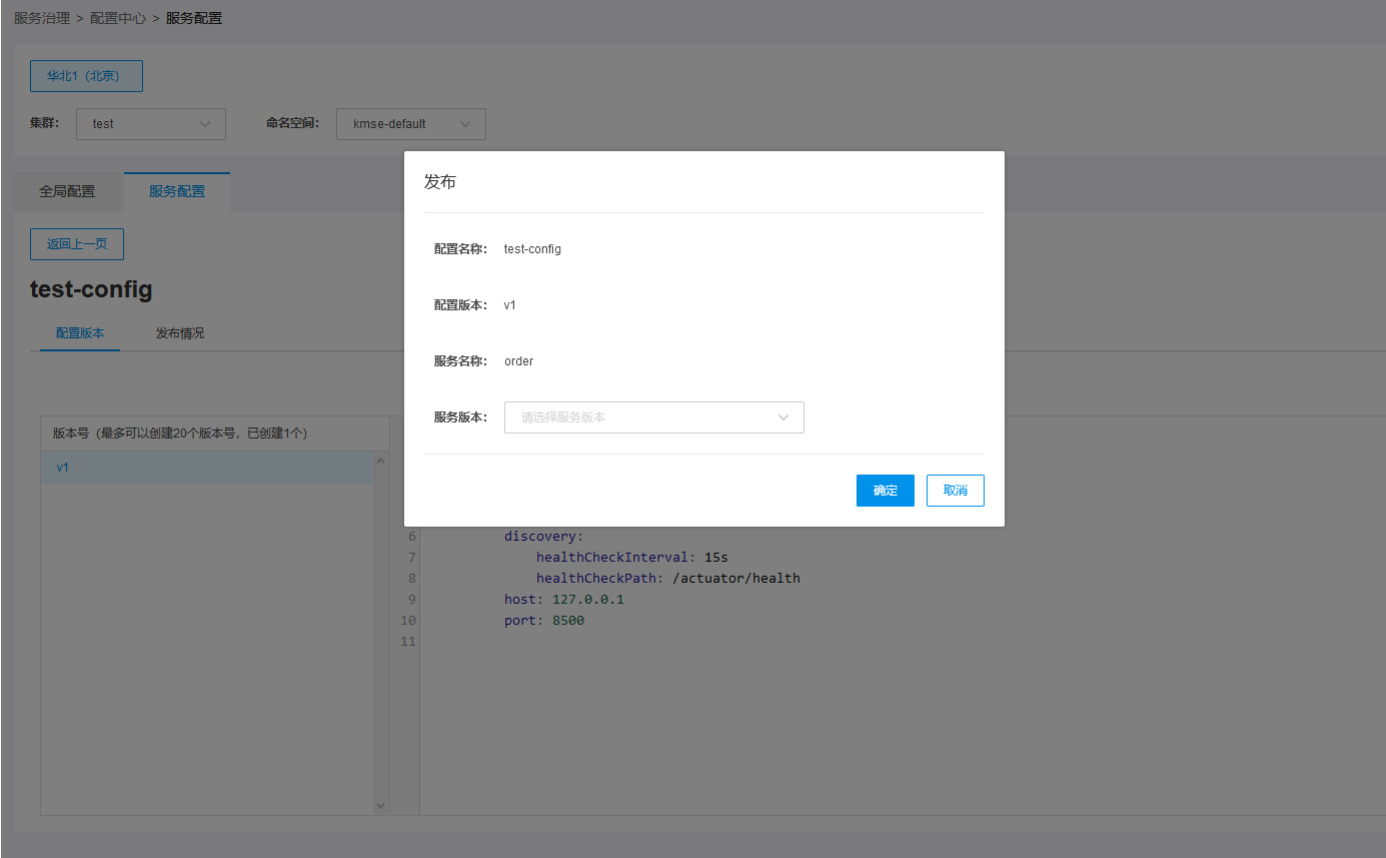 服务治理 > 配置中心 > 服务配置
华北1（北京）
集群： test 命名空间： kmse-default
全局配置 服务配置
返回上一页
test-config
配置版本 发布情况
版本号（最多可以创建20个版本号，已创建1个）
v1
发布
配置名称： test-config
配置版本： v1
服务名称： order
服务版本： 请选择服务版本
确定 取消
6 discovery:
7 healthCheckInterval: 15s
8 healthCheckPath: /actuator/health
9 host: 127.0.0.1
10 port: 8500
11